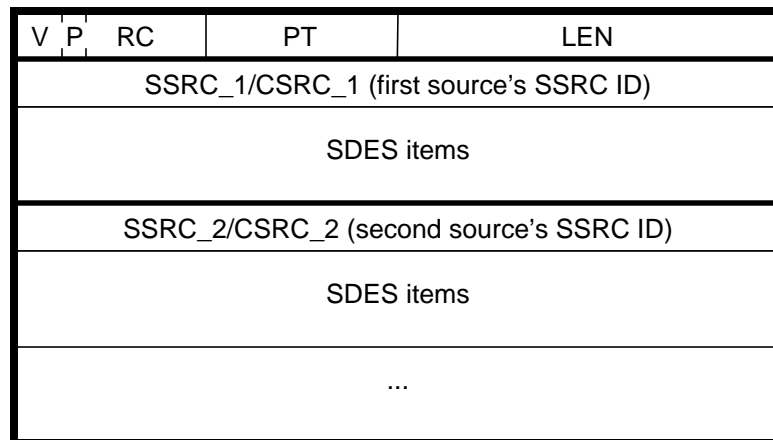 V P RC PT LEN
SSRC_1/CSRC_1 (first source's SSRC ID)
SDES items
SSRC_2/CSRC_2 (second source's SSRC ID)
SDES items
...